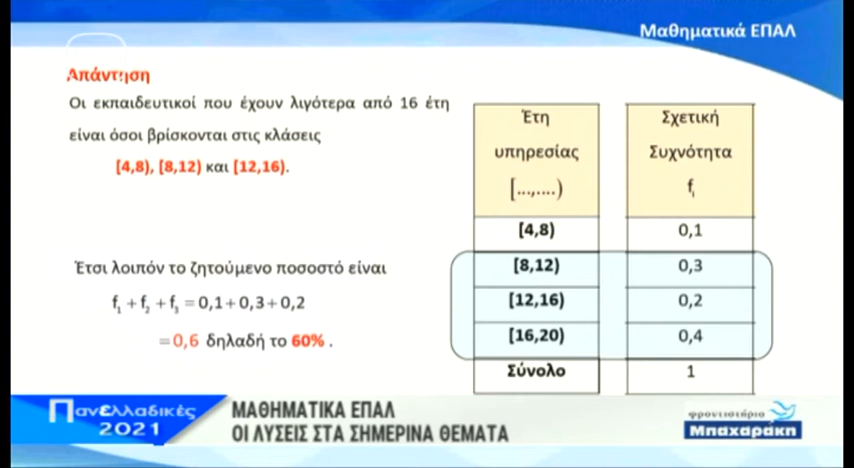 Μαθηματικά ΕΠΑΛ
Απάντηση
Οι εκπαιδευτικοί που έχουν λιγότερα από 16 έτη
είναι όσοι βρίσκονται στις κλάσεις
[4,8), [8,12) και [12,16).
Έτσι λοιπόν το ζητούμενο ποσοστό είναι
f₁ + f₂ + f₃ = 0,1+0,3+0,2
=0,6 δηλαδή το 60% .
Έτη
υπηρεσίας
[...,....)
Σχετική
Συχνότητα
fᵢ
[4,8) 0,1
[8,12) 0,3
[12,16) 0,2
[16,20) 0,4
Σύνολο 1
Πανελλαδικές
2021
ΜΑΘΗΜΑΤΙΚΑ ΕΠΑΛ
ΟΙ ΛΥΣΕΙΣ ΣΤΑ ΣΗΜΕΡΙΝΑ ΘΕΜΑΤΑ
φροντιστήριο
Μπαχαράκη